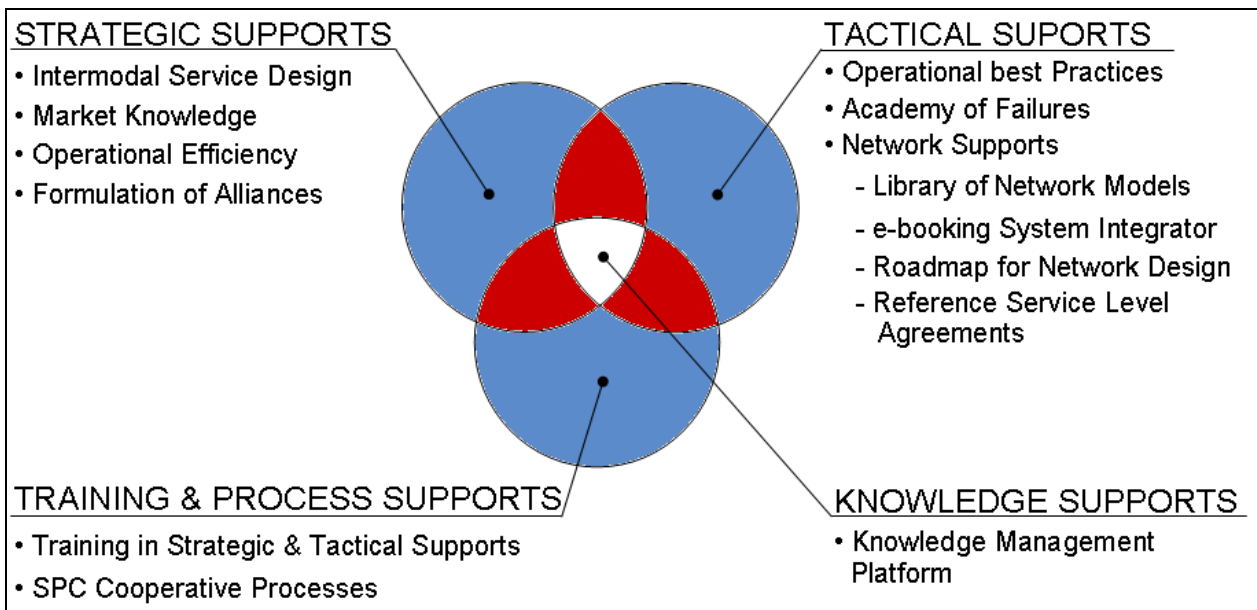 STRATEGIC SUPPORTS
• Intermodal Service Design
• Market Knowledge
• Operational Efficiency
• Formulation of Alliances
TACTICAL SUPORTS
• Operational best Practices
• Academy of Failures
• Network Supports
- Library of Network Models
- e-booking System Integrator
- Roadmap for Network Design
- Reference Service Level
Agreements
TRAINING & PROCESS SUPPORTS
• Training in Strategic & Tactical Supports
• SPC Cooperative Processes
KNOWLEDGE SUPPORTS
• Knowledge Management
Platform